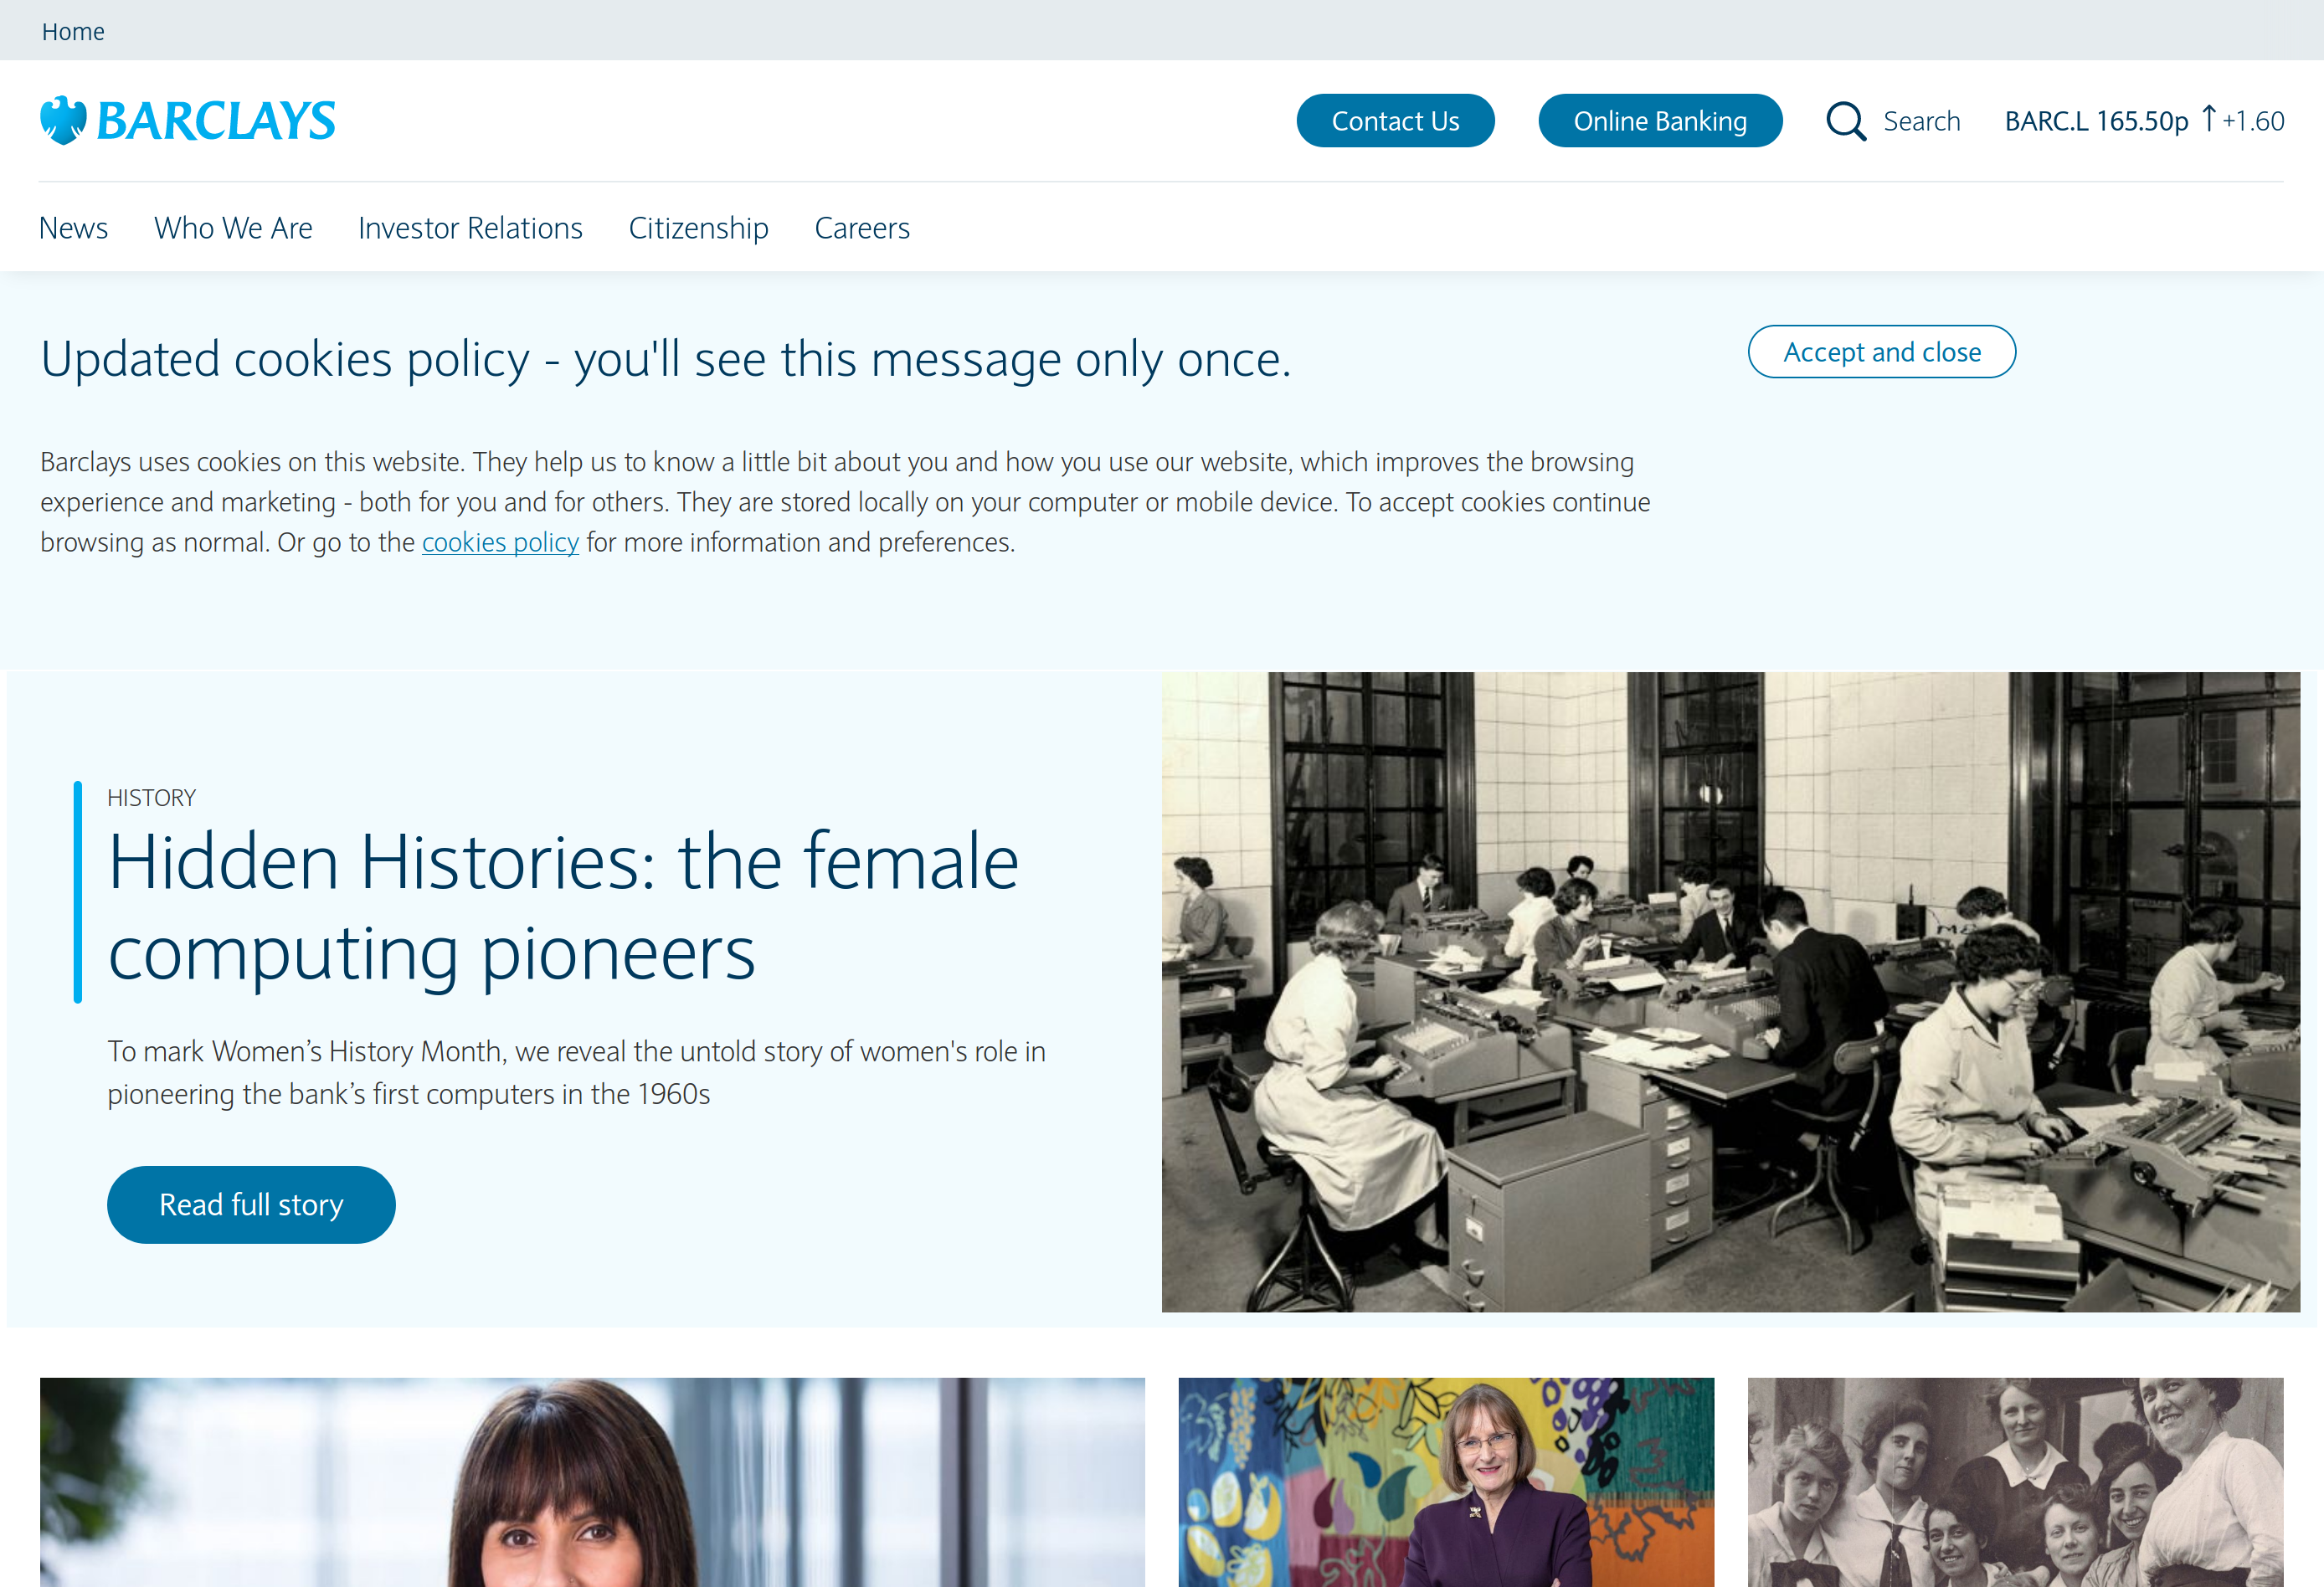 Home
BARCLAYS
Contact Us
Online Banking
Search
BARC.L 165.50p ↑ +1.60
News
Who We Are
Investor Relations
Citizenship
Careers
Updated cookies policy - you'll see this message only once.
Accept and close
Barclays uses cookies on this website. They help us to know a little bit about you and how you use our website, which improves the browsing
experience and marketing - both for you and for others. They are stored locally on your computer or mobile device. To accept cookies continue
browsing as normal. Or go to the cookies policy for more information and preferences.
HISTORY
Hidden Histories: the female
computing pioneers
To mark Women’s History Month, we reveal the untold story of women's role in
pioneering the bank’s first computers in the 1960s
Read full story